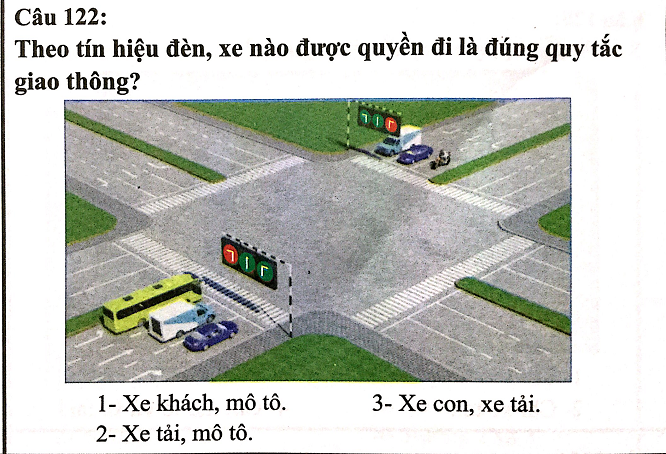 Câu 122:
Theo tín hiệu đèn, xe nào được quyền đi là đúng quy tắc
giao thông?
1- Xe khách, mô tô.
3- Xe con, xe tải.
2- Xe tải, mô tô.